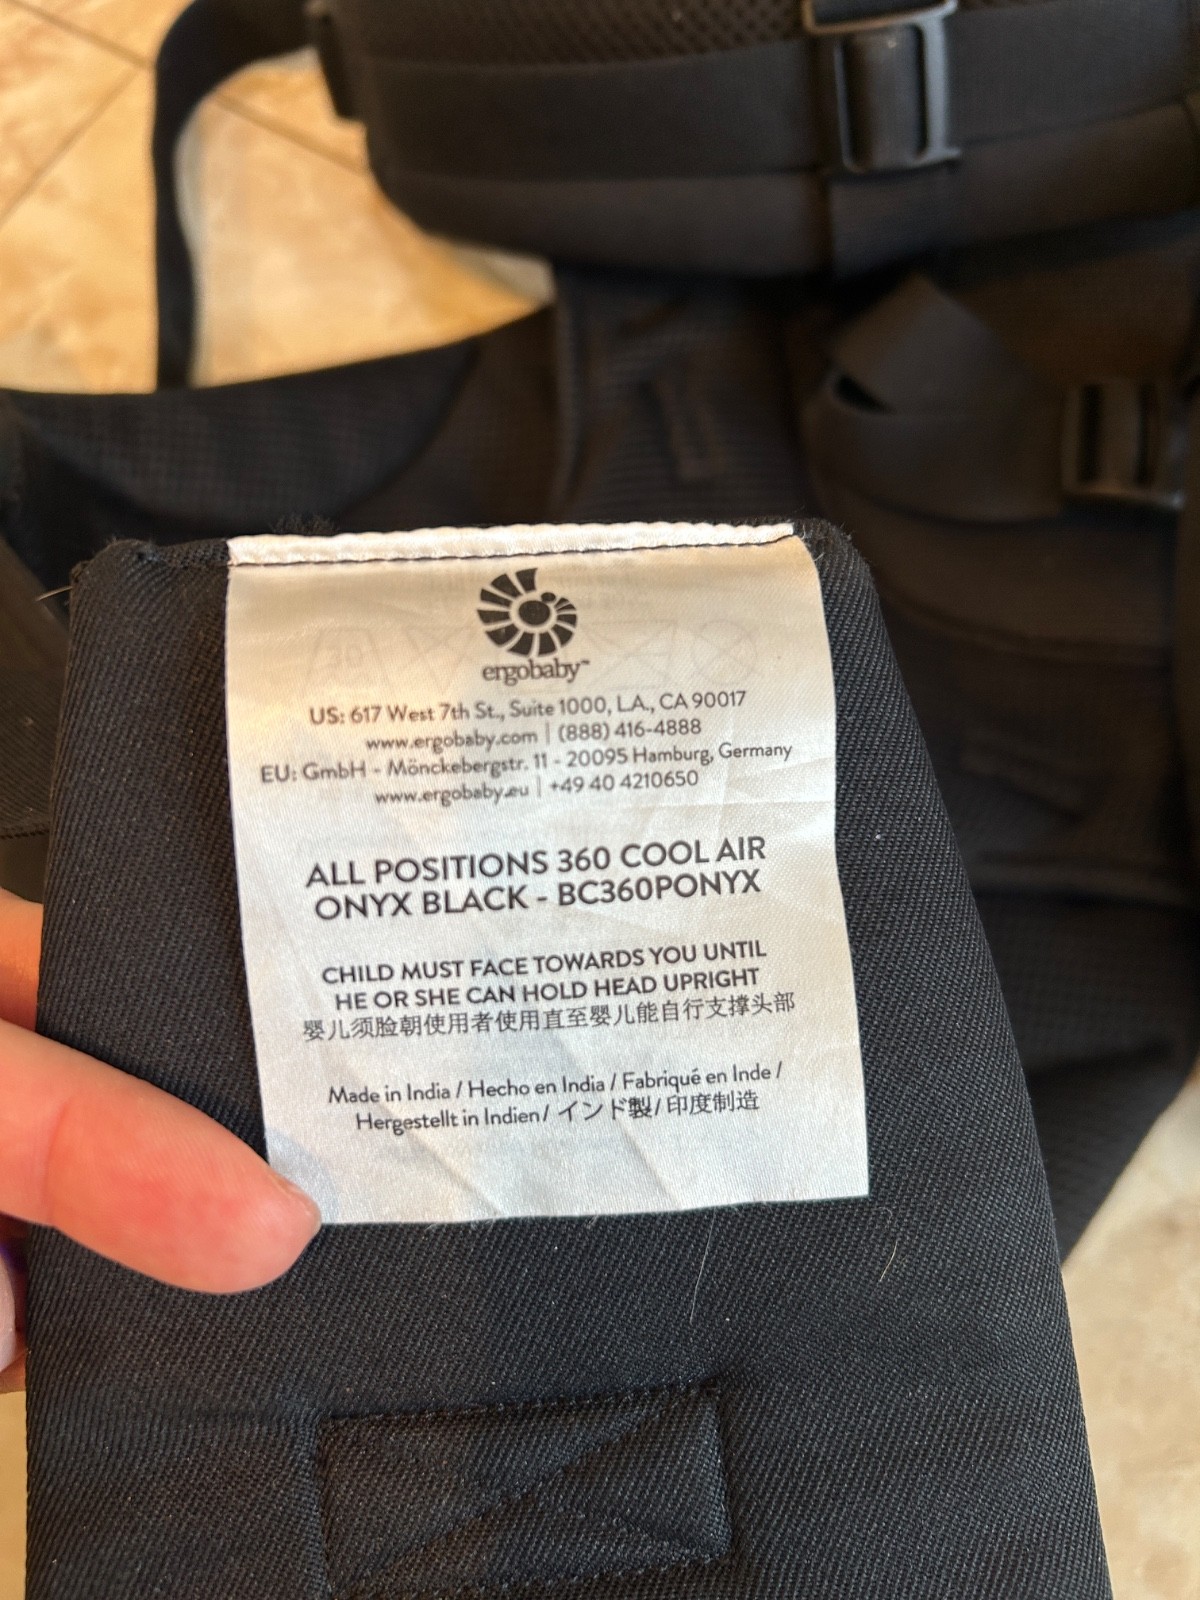 ergobaby™
US: 617 West 7th St., Suite 1000, L.A., CA 90017
www.ergobaby.com | (888) 416-4888
EU: GmbH - Mönckebergstr. 11 - 20095 Hamburg, Germany
www.ergobaby.eu | +49 40 4210650
ALL POSITIONS 360 COOL AIR
ONYX BLACK - BC360PONYX
CHILD MUST FACE TOWARDS YOU UNTIL
HE OR SHE CAN HOLD HEAD UPRIGHT
婴儿须脸朝使用者使用直至婴儿能自行支撑头部
Made in India / Hecho en India / Fabriqué en Inde /
Hergestellt in Indien / インド製 / 印度制造